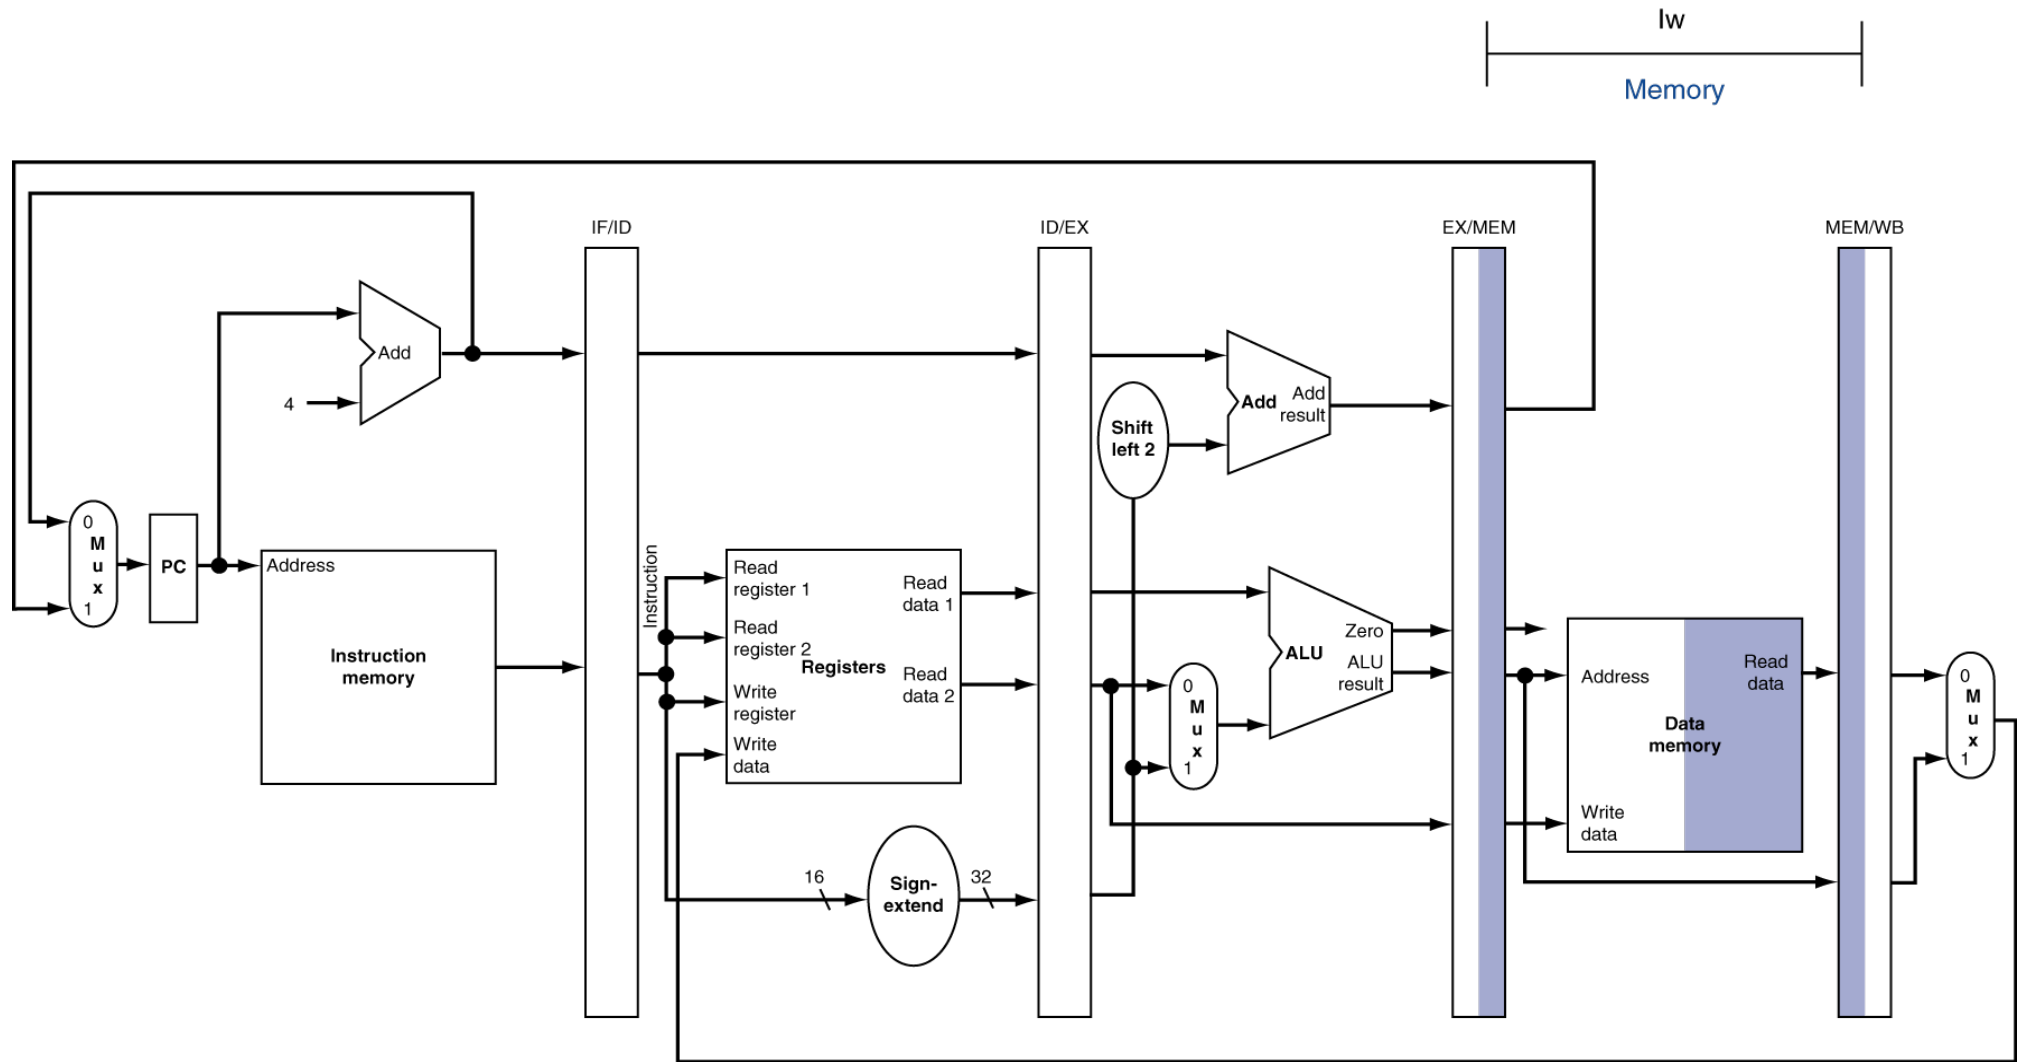 lw
Memory
IF/ID
ID/EX
EX/MEM
MEM/WB
Add
4
Add
Add
result
Shift
left 2
0
M
u
x
1
PC
Address
Instruction
memory
Instruction
Read
register 1
Read
register 2
Write
register
Write
data
Registers
Read
data 1
Read
data 2
16
Sign-
extend
32
0
M
u
x
1
ALU
Zero
ALU
result
Address
Read
data
Data
memory
Write
data
0
M
u
x
1